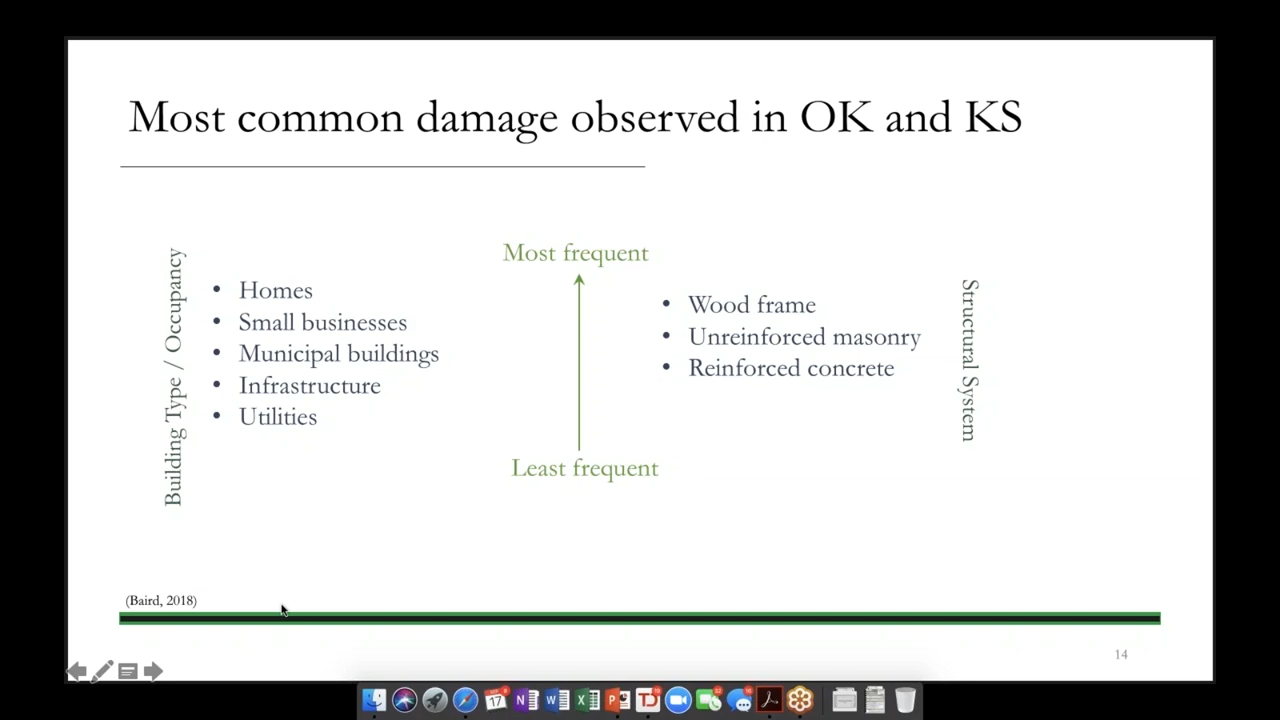 Most common damage observed in OK and KS
Building Type / Occupancy
• Homes
• Small businesses
• Municipal buildings
• Infrastructure
• Utilities
Most frequent
Least frequent
• Wood frame
• Unreinforced masonry
• Reinforced concrete
Structural System
(Baird, 2018)
14
17